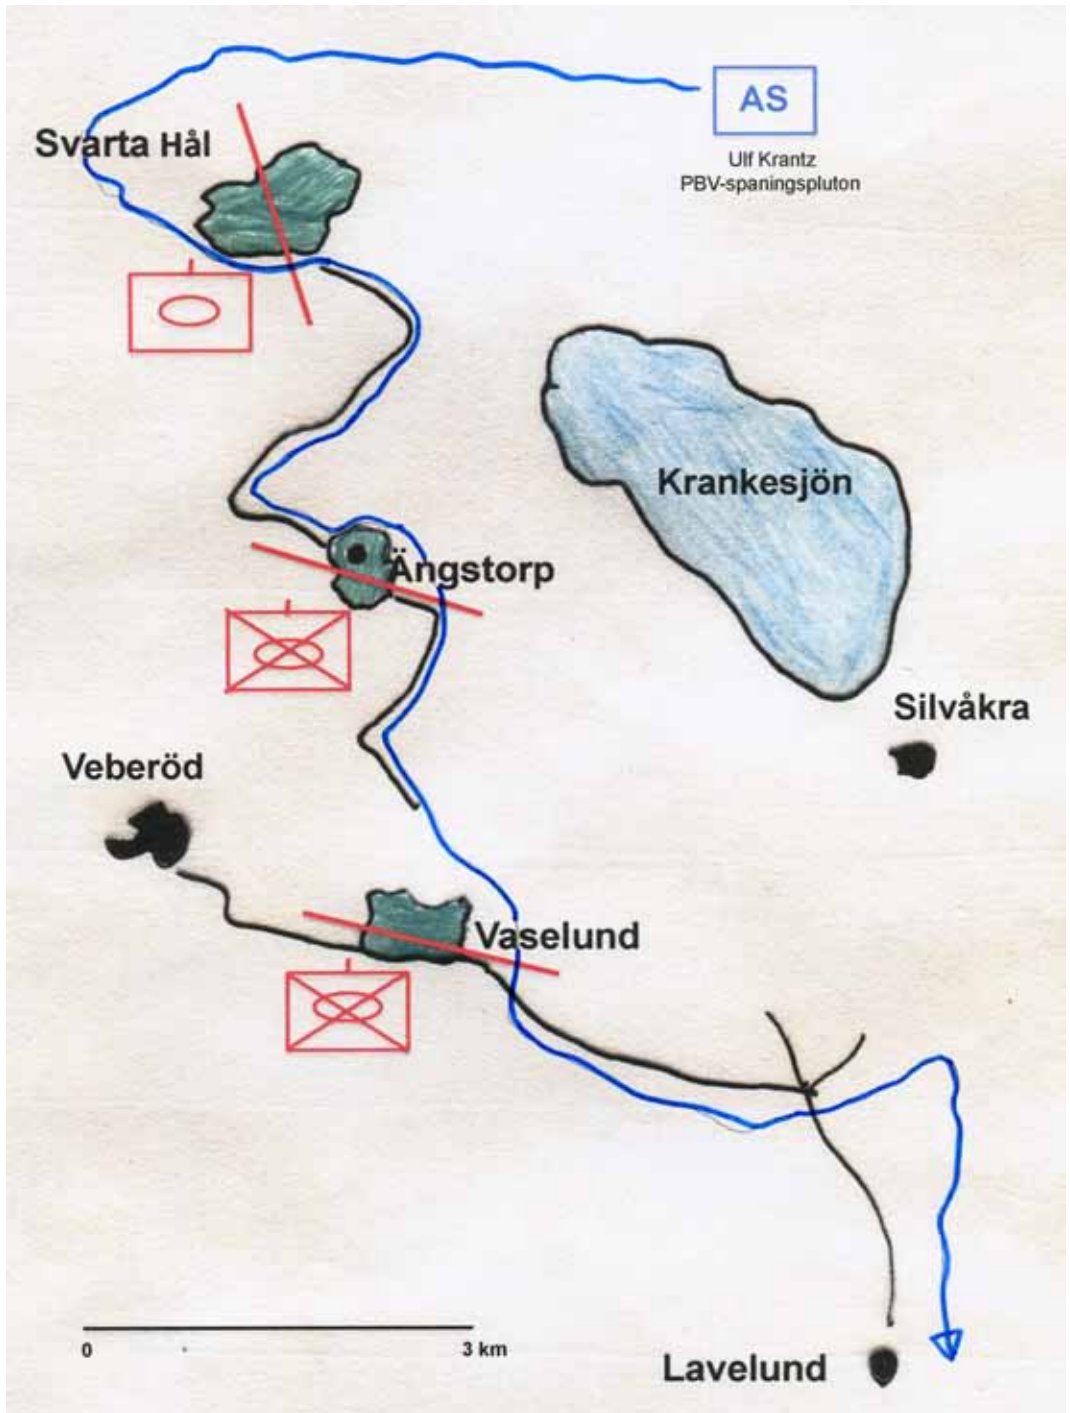 AS
Ulf Krantz
PBV-spaningspluton
Svarta Hål
Krankesjön
Ängstorp
Silvåkra
Veberöd
Vaselund
0
3 km
Lavelund